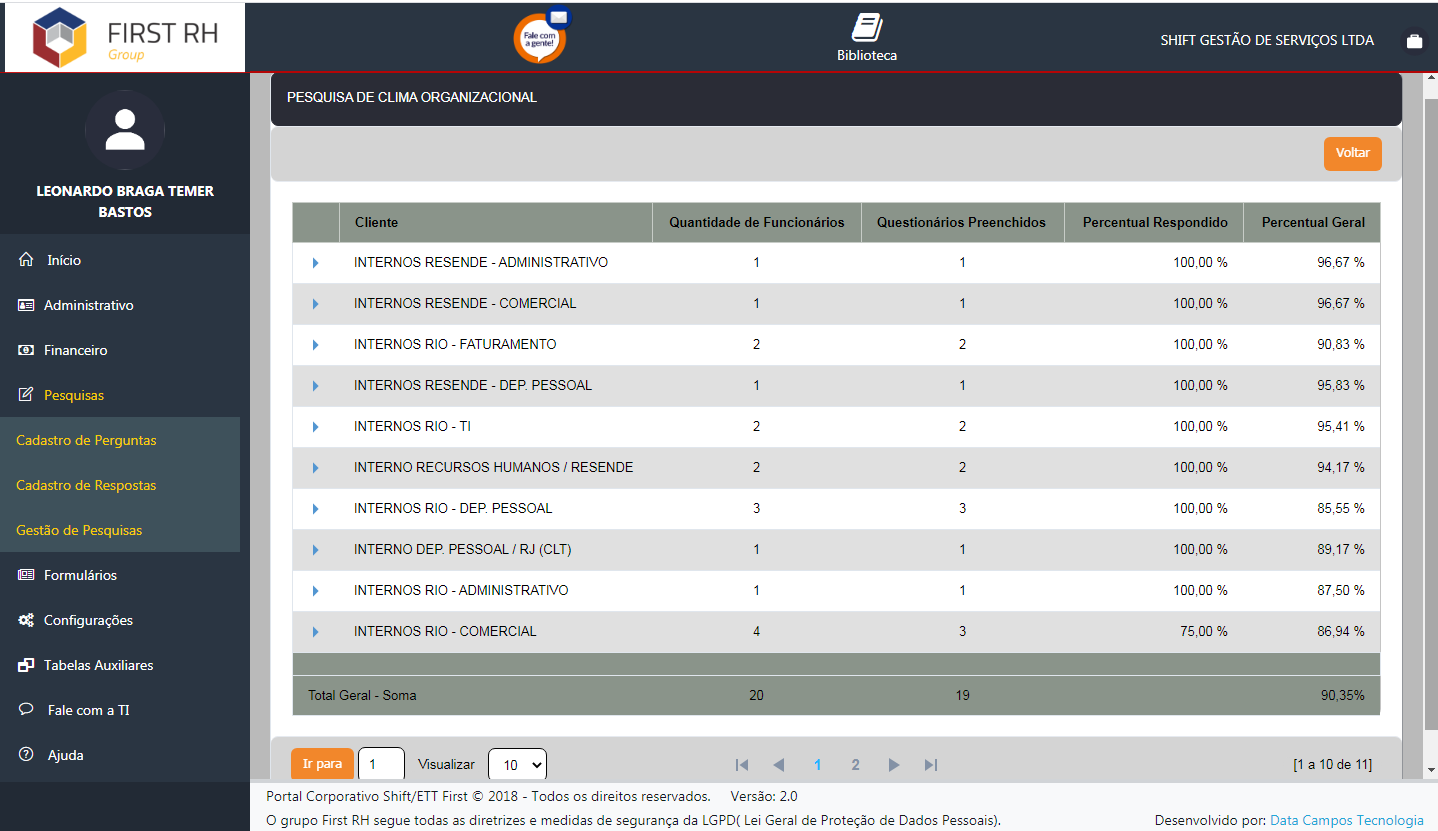 FIRST RH
Group
Fale com
a gente!
Biblioteca
SHIFT GESTÃO DE SERVIÇOS LTDA
LEONARDO BRAGA TEMER
BASTOS
Início
Administrativo
Financeiro
Pesquisas
Cadastro de Perguntas
Cadastro de Respostas
Gestão de Pesquisas
Formulários
Configurações
Tabelas Auxiliares
Fale com a TI
Ajuda
PESQUISA DE CLIMA ORGANIZACIONAL
Voltar
Cliente Quantidade de Funcionários Questionários Preenchidos Percentual Respondido Percentual Geral
INTERNOS RESENDE - ADMINISTRATIVO 1 1 100,00 % 96,67 %
INTERNOS RESENDE - COMERCIAL 1 1 100,00 % 96,67 %
INTERNOS RIO - FATURAMENTO 2 2 100,00 % 90,83 %
INTERNOS RESENDE - DEP. PESSOAL 1 1 100,00 % 95,83 %
INTERNOS RIO - TI 2 2 100,00 % 95,41 %
INTERNO RECURSOS HUMANOS / RESENDE 2 2 100,00 % 94,17 %
INTERNOS RIO - DEP. PESSOAL 3 3 100,00 % 85,55 %
INTERNO DEP. PESSOAL / RJ (CLT) 1 1 100,00 % 89,17 %
INTERNOS RIO - ADMINISTRATIVO 1 1 100,00 % 87,50 %
INTERNOS RIO - COMERCIAL 4 3 75,00 % 86,94 %
Total Geral - Soma 20 19 90,35%
Ir para 1 Visualizar 10 1 2 [1 a 10 de 11]
Portal Corporativo Shift/ETT First © 2018 - Todos os direitos reservados. Versão: 2.0
O grupo First RH segue todas as diretrizes e medidas de segurança da LGPD( Lei Geral de Proteção de Dados Pessoais). Desenvolvido por: Data Campos Tecnologia